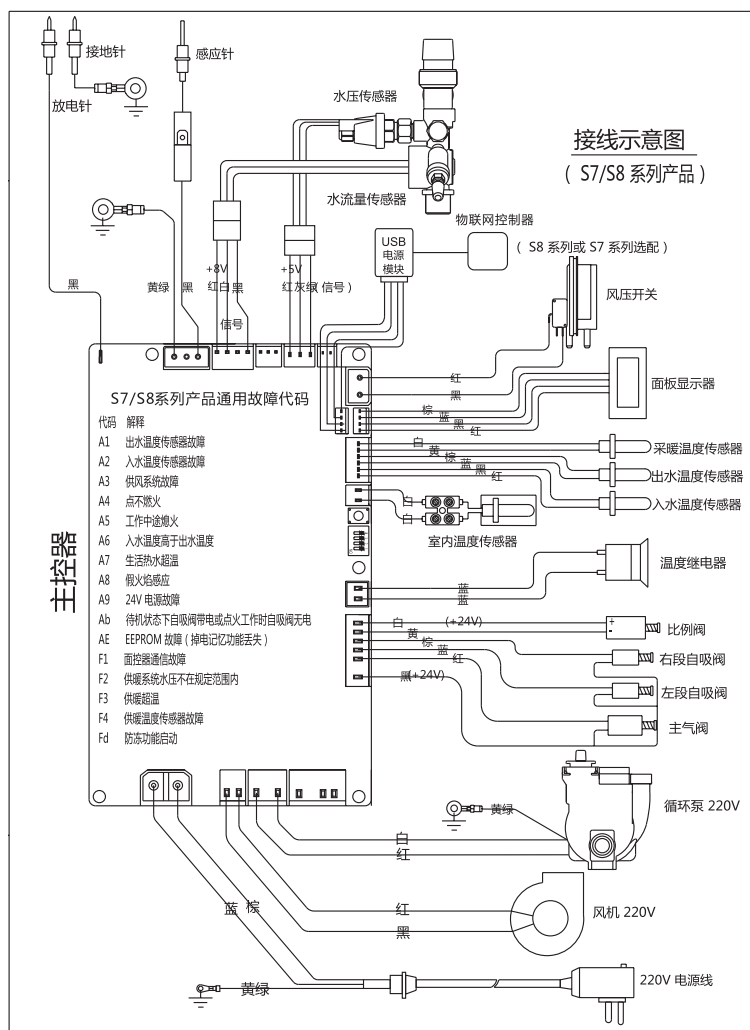 接地针
感应针
放电针
水压传感器
接线示意图
( S7/S8 系列产品 )
水流量传感器
物联网控制器
( S8 系列或 S7 系列选配 )
USB
电源
模块
风压开关
黑
黄绿
黑
+8V
红 白 黑
信号
+5V
红 灰 绿 (信号)
红
黑
面板显示器
棕
蓝
黑
红
白
黄
棕
蓝
黑
红
采暖温度传感器
出水温度传感器
入水温度传感器
白
白
室内温度传感器
温度继电器
蓝
蓝
白
(+24V)
黄
棕
蓝
红
黑(+24V)
+
-
比例阀
右段自吸阀
左段自吸阀
主气阀
主控器
S7/S8系列产品通用故障代码
代码 解释
A1 出水温度传感器故障
A2 入水温度传感器故障
A3 供风系统故障
A4 点不燃火
A5 工作中途熄火
A6 入水温度高于出水温度
A7 生活热水超温
A8 假火焰感应
A9 24V 电源故障
Ab 待机状态下自吸阀带电或点火工作时自吸阀无电
AE EEPROM 故障 ( 掉电记忆功能丢失 )
F1 面控器通信故障
F2 供暖系统水压不在规定范围内
F3 供暖超温
F4 供暖温度传感器故障
Fd 防冻功能启动
黄绿
循环泵 220V
白
红
蓝
棕
红
黑
风机 220V
黄绿
220V 电源线